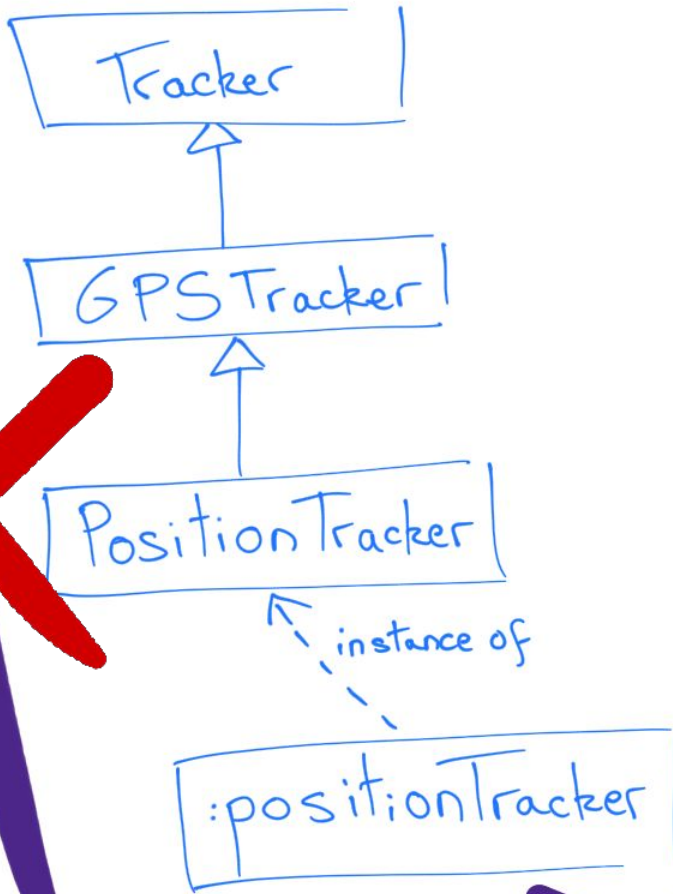 Tracker
GPSTracker
PositionTracker
instance of
:positionTracker